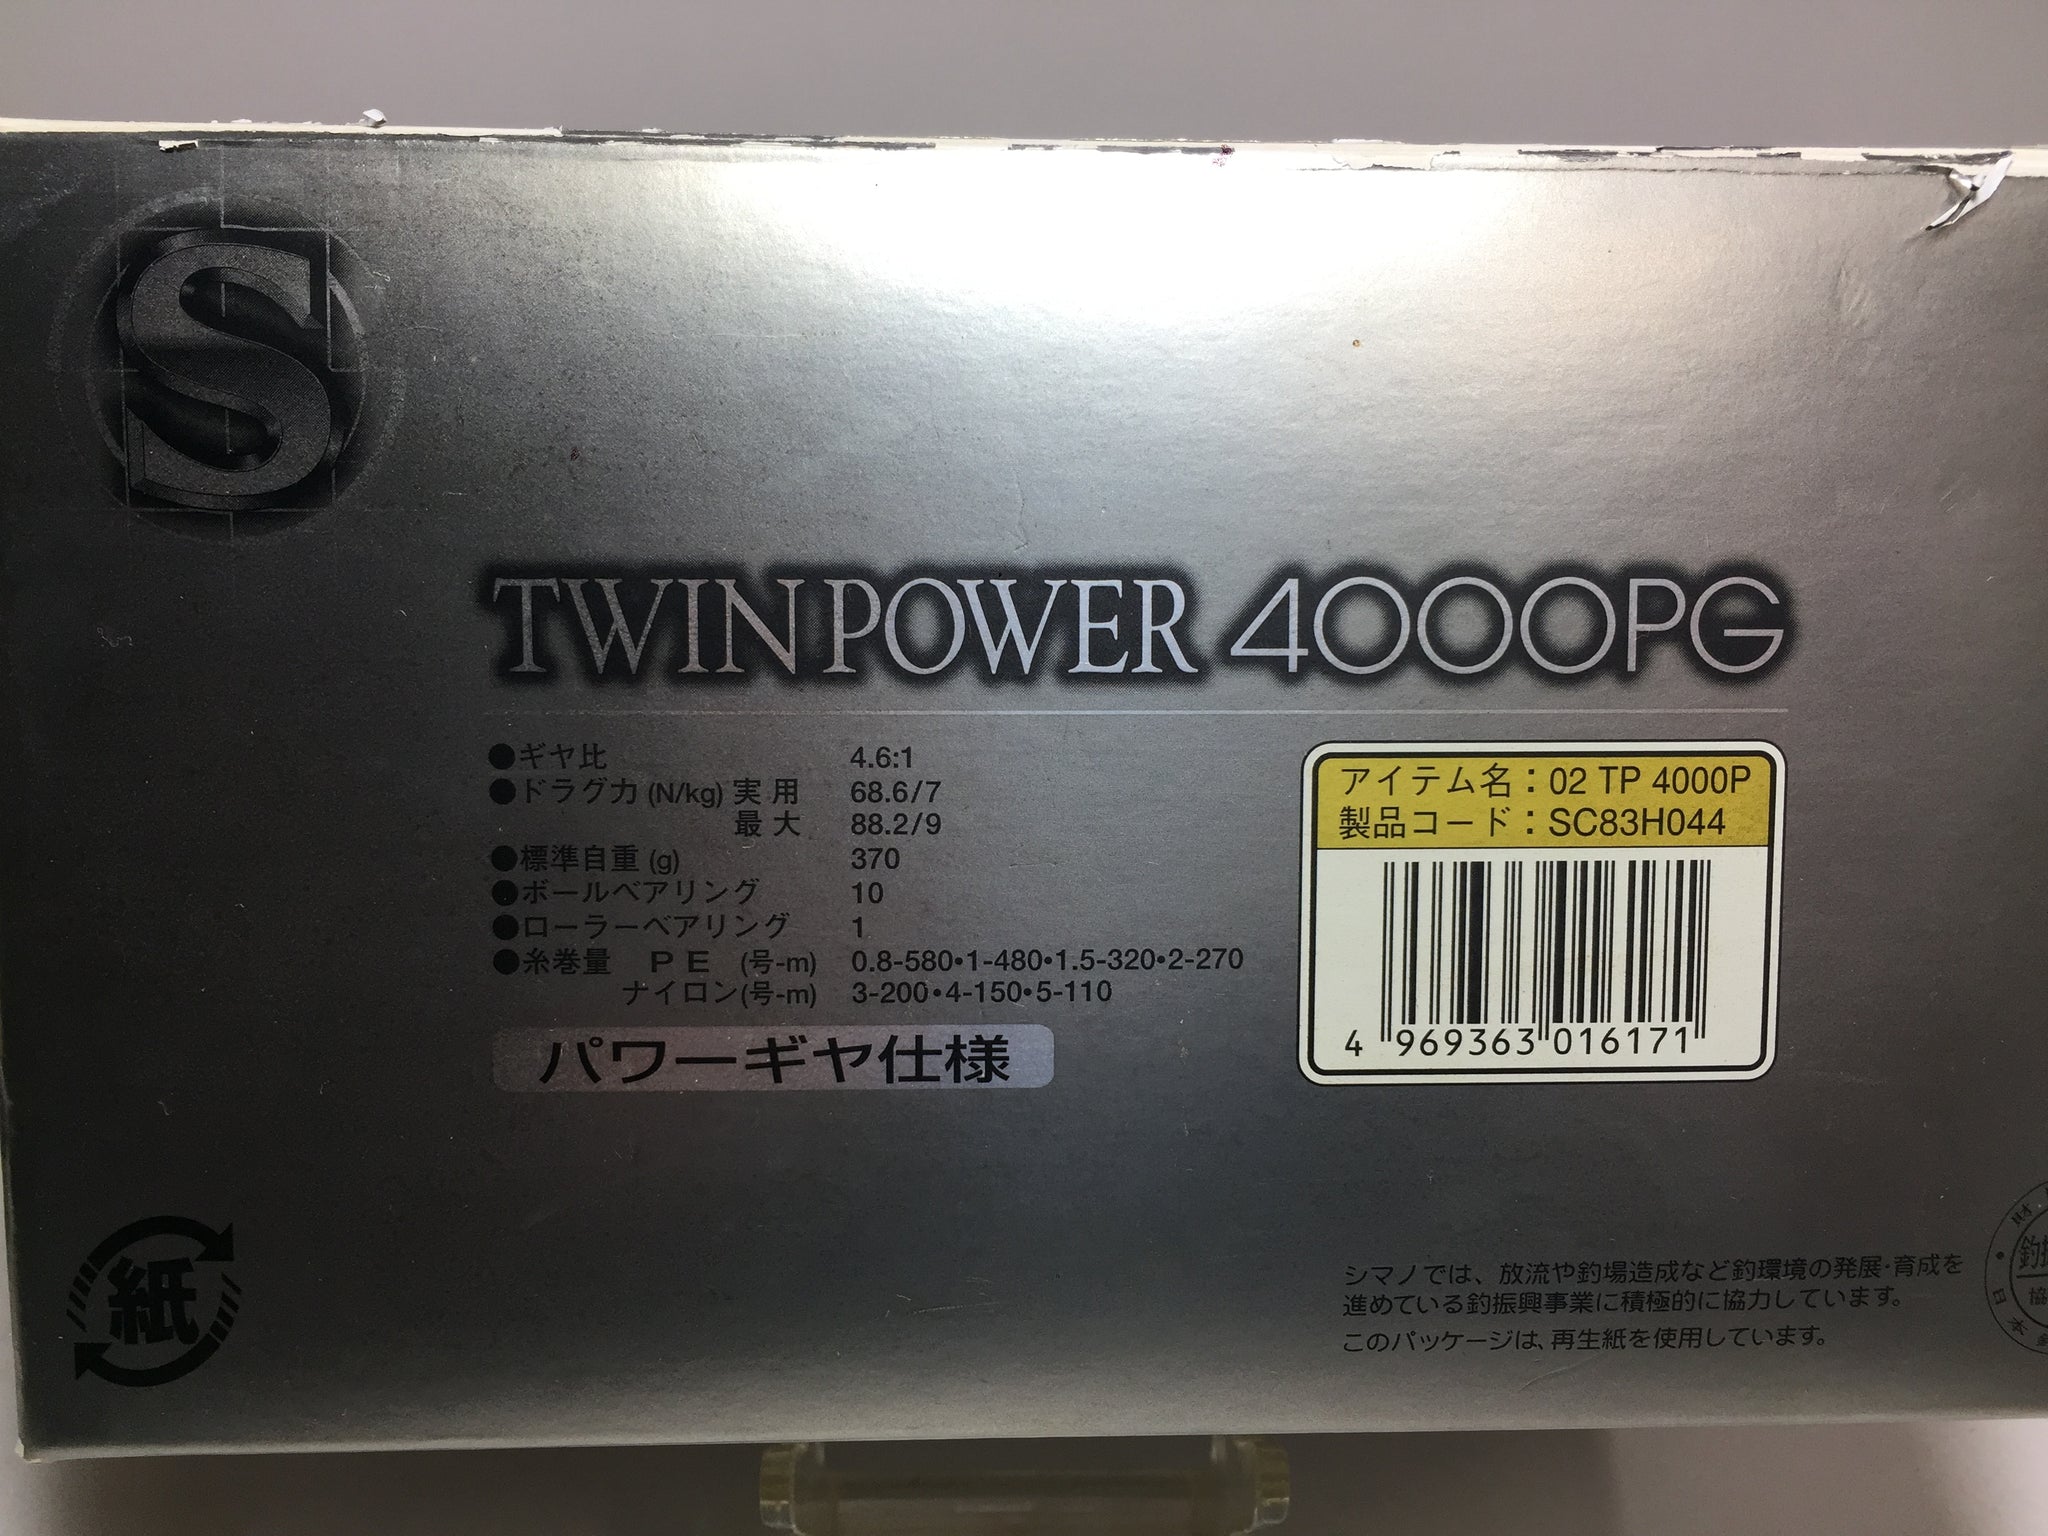 S
TWINPOWER 4000PG
●ギヤ比 4.6:1
●ドラグ力(N/kg) 実用 68.6/7
最大 88.2/9
●標準自重(g) 370
●ボールベアリング 10
●ローラーベアリング 1
●糸巻量 PE (号-m) 0.8-580•1-480•1.5-320•2-270
ナイロン(号-m) 3-200•4-150•5-110
パワーギヤ仕様
アイテム名：02 TP 4000P
製品コード：SC83H044
4 969363 016171
紙
シマノでは、放流や釣場造成など釣環境の発展・育成を
進めている釣振興事業に積極的に協力しています。
このパッケージは、再生紙を使用しています。